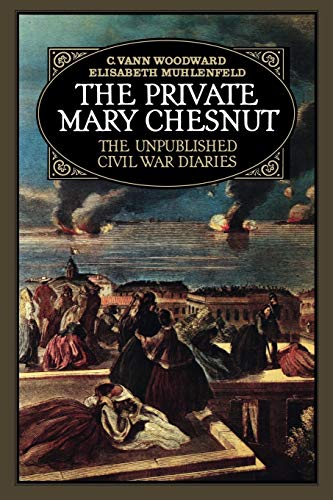 C. VANN WOODWARD
ELISABETH MUHLENFELD
THE PRIVATE
MARY CHESNUT
THE UNPUBLISHED
CIVIL WAR DIARIES